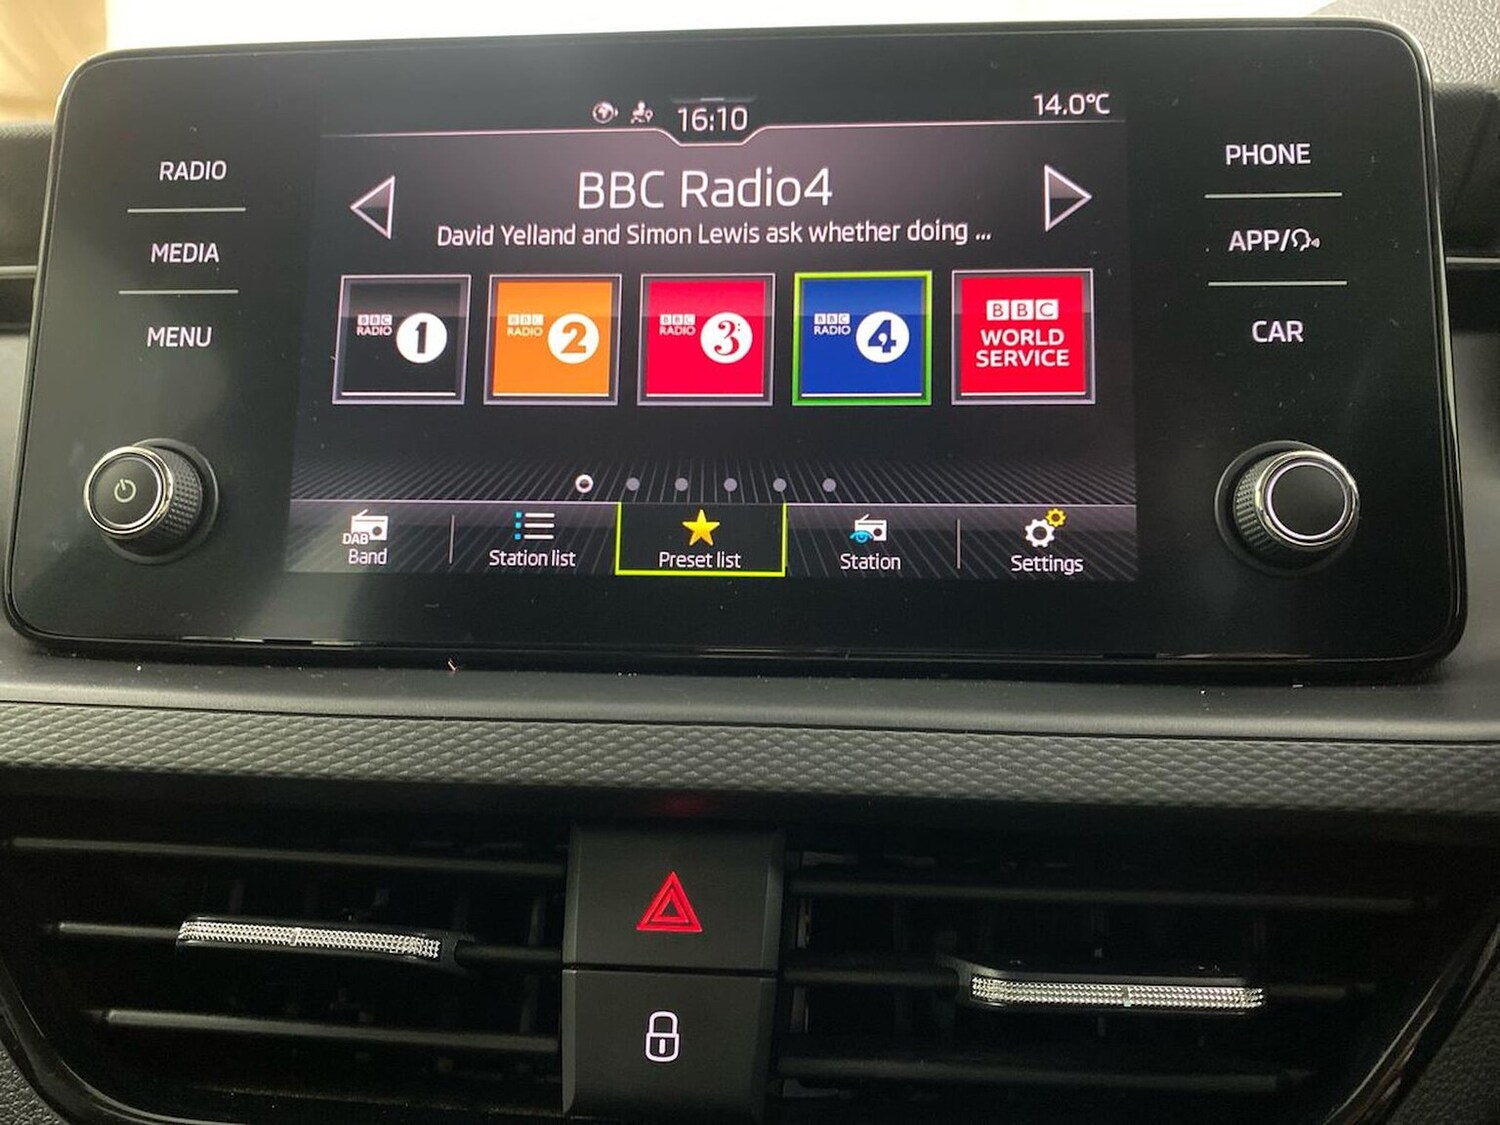 16:10
14.0°C
RADIO
MEDIA
MENU
BBC Radio4
David Yelland and Simon Lewis ask whether doing ...
BBC
RADIO 1
BBC
RADIO 2
BBC
RADIO 3
BBC
RADIO 4
BBC
WORLD
SERVICE
DAB
Band
Station list
Preset list
Station
Settings
PHONE
APP/
CAR